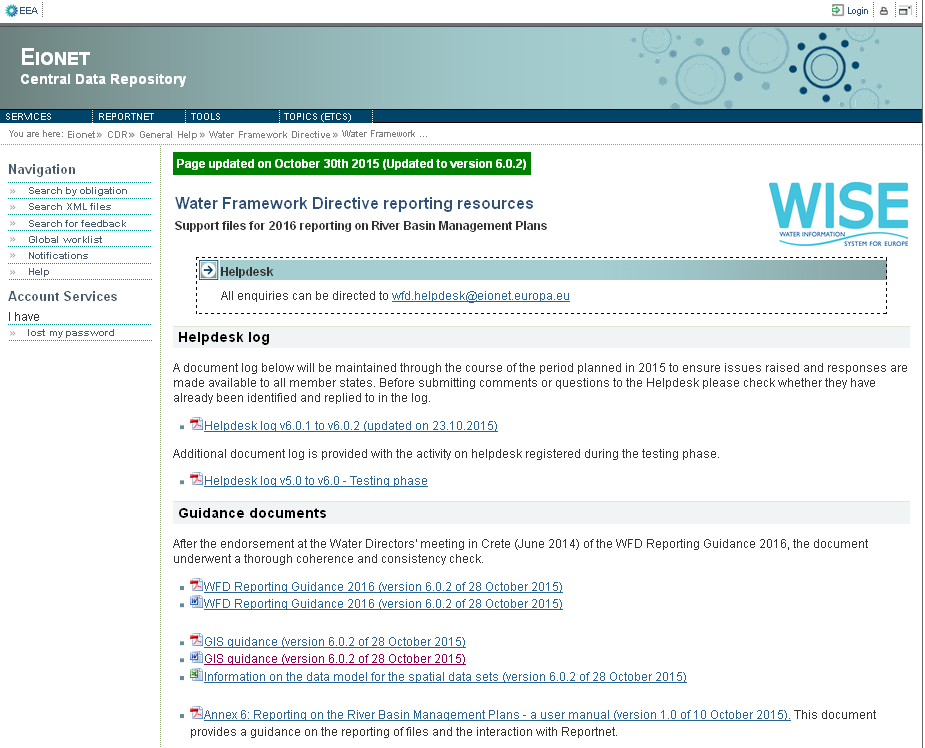 EEA
Login
EIONET
Central Data Repository
SERVICES REPORTNET TOOLS TOPICS (ETCS)
You are here: Eionet» CDR» General Help» Water Framework Directive» Water Framework ...
Navigation
» Search by obligation
» Search XML files
» Search for feedback
» Global worklist
» Notifications
» Help
Account Services
I have
» lost my password
Page updated on October 30th 2015 (Updated to version 6.0.2)
Water Framework Directive reporting resources
Support files for 2016 reporting on River Basin Management Plans
WISE
WATER INFORMATION
SYSTEM FOR EUROPE
Helpdesk
All enquiries can be directed to wfd.helpdesk@eionet.europa.eu
Helpdesk log
A document log below will be maintained through the course of the period planned in 2015 to ensure issues raised and responses are
made available to all member states. Before submitting comments or questions to the Helpdesk please check whether they have
already been identified and replied to in the log.
Helpdesk log v6.0.1 to v6.0.2 (updated on 23.10.2015)
Additional document log is provided with the activity on helpdesk registered during the testing phase.
Helpdesk log v5.0 to v6.0 - Testing phase
Guidance documents
After the endorsement at the Water Directors' meeting in Crete (June 2014) of the WFD Reporting Guidance 2016, the document
underwent a thorough coherence and consistency check.
WFD Reporting Guidance 2016 (version 6.0.2 of 28 October 2015)
WFD Reporting Guidance 2016 (version 6.0.2 of 28 October 2015)
GIS guidance (version 6.0.2 of 28 October 2015)
GIS guidance (version 6.0.2 of 28 October 2015)
Information on the data model for the spatial data sets (version 6.0.2 of 28 October 2015)
Annex 6: Reporting on the River Basin Management Plans - a user manual (version 1.0 of 10 October 2015). This document
provides a guidance on the reporting of files and the interaction with Reportnet.